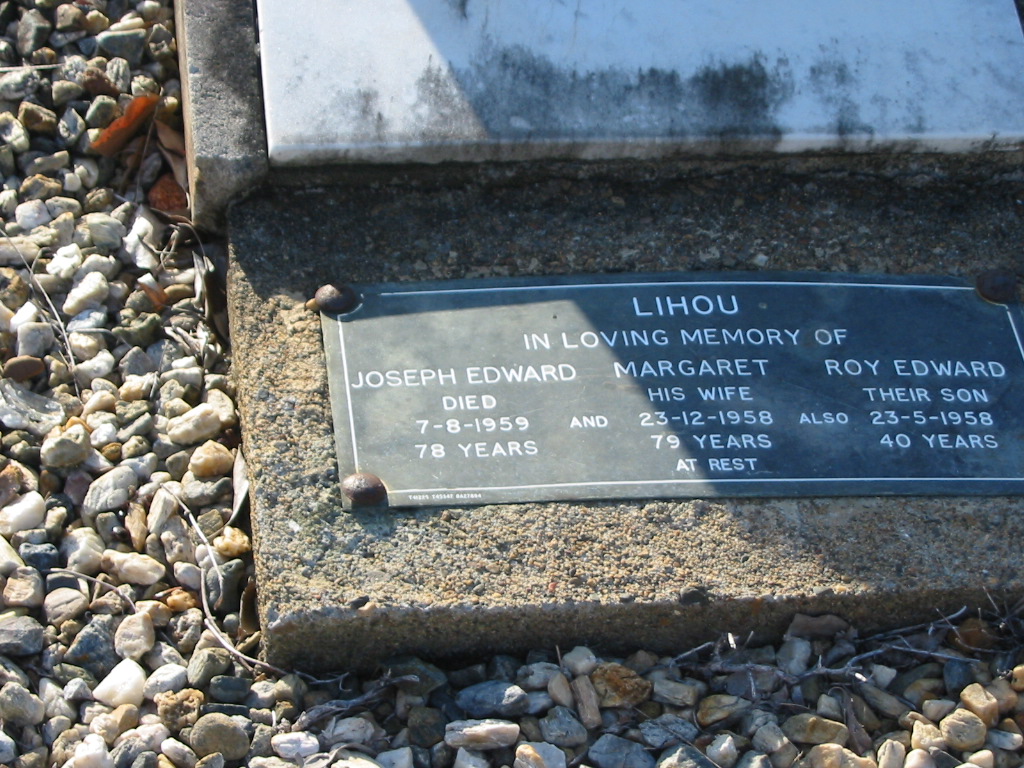 LIHOU
IN LOVING MEMORY OF
JOSEPH EDWARD MARGARET ROY EDWARD
DIED HIS WIFE THEIR SON
7-8-1959 AND 23-12-1958 ALSO 23-5-1958
78 YEARS 79 YEARS 40 YEARS
AT REST